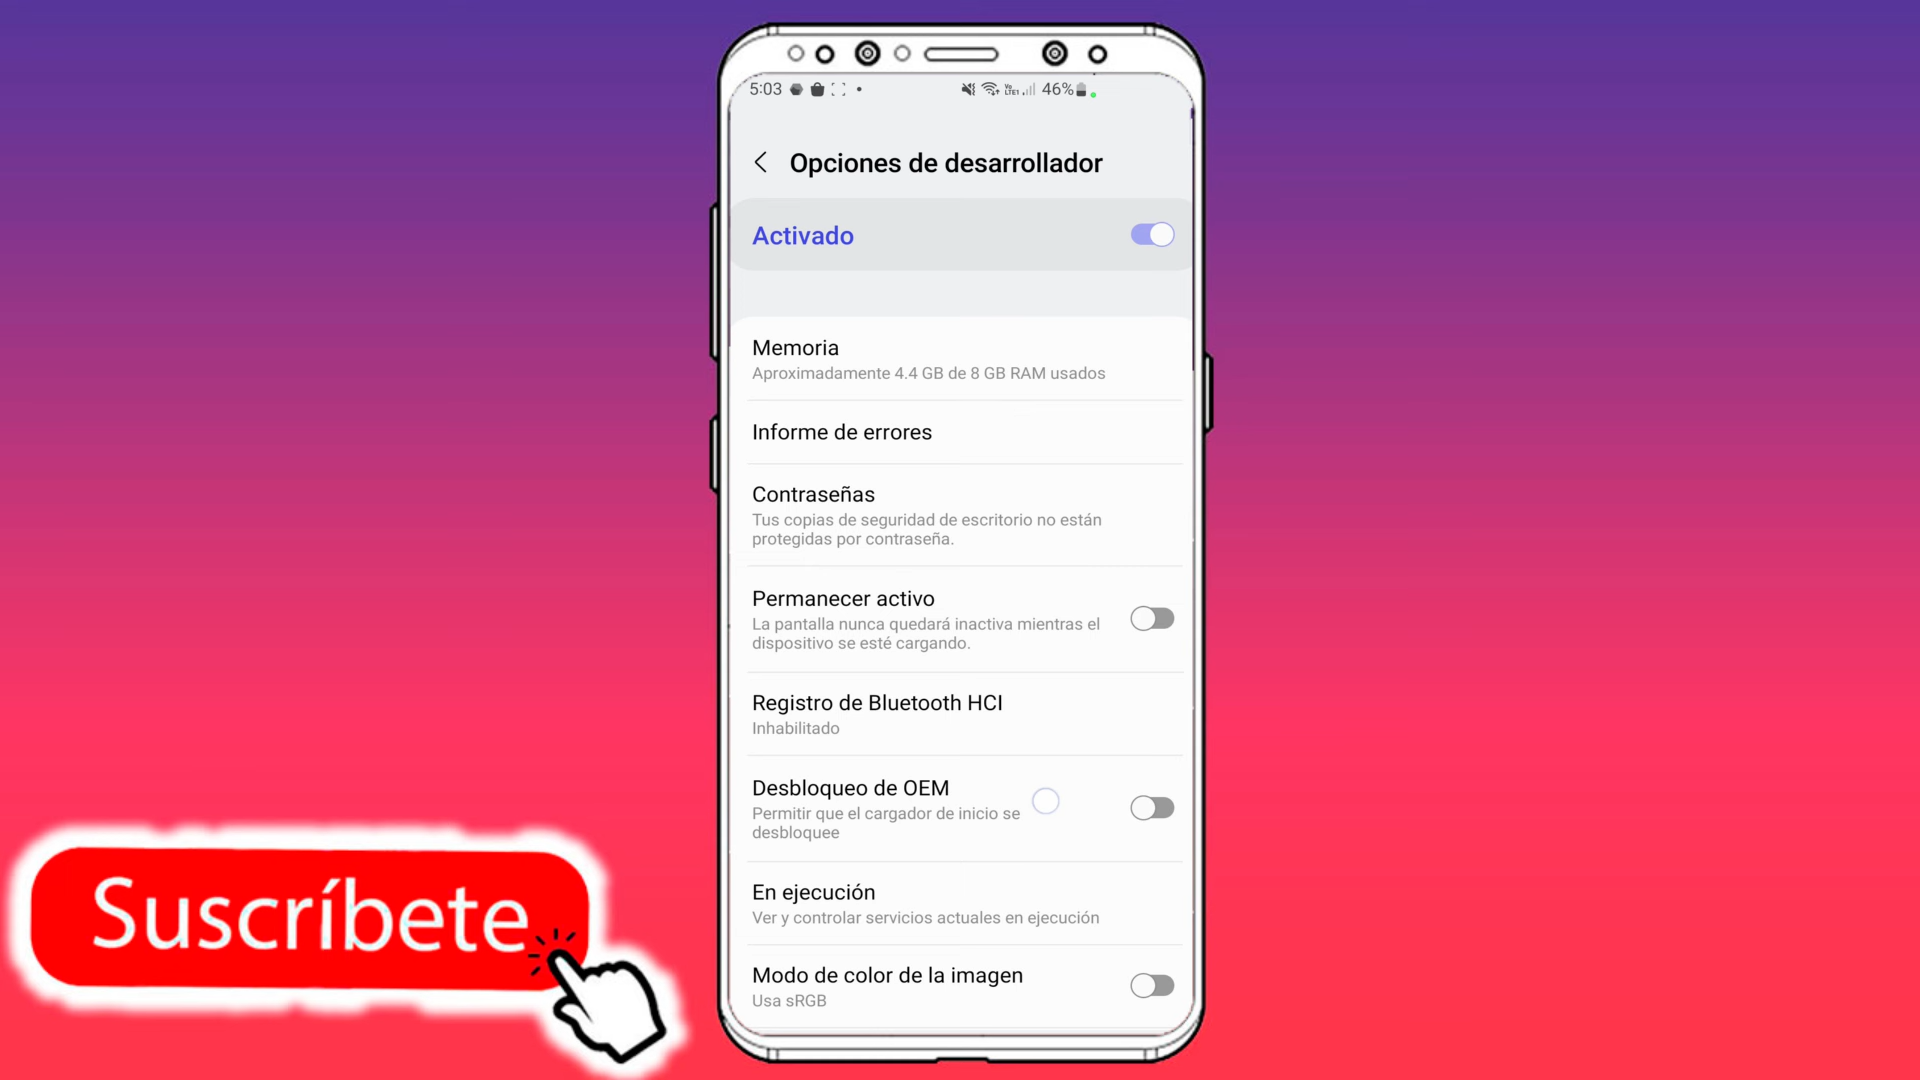 5:03
46%
Opciones de desarrollador
Activado
Memoria
Aproximadamente 4.4 GB de 8 GB RAM usados
Informe de errores
Contraseñas
Tus copias de seguridad de escritorio no están
protegidas por contraseña.
Permanecer activo
La pantalla nunca quedará inactiva mientras el
dispositivo se esté cargando.
Registro de Bluetooth HCI
Inhabilitado
Desbloqueo de OEM
Permitir que el cargador de inicio se
desbloquee
En ejecución
Ver y controlar servicios actuales en ejecución
Modo de color de la imagen
Usa sRGB
Suscríbete